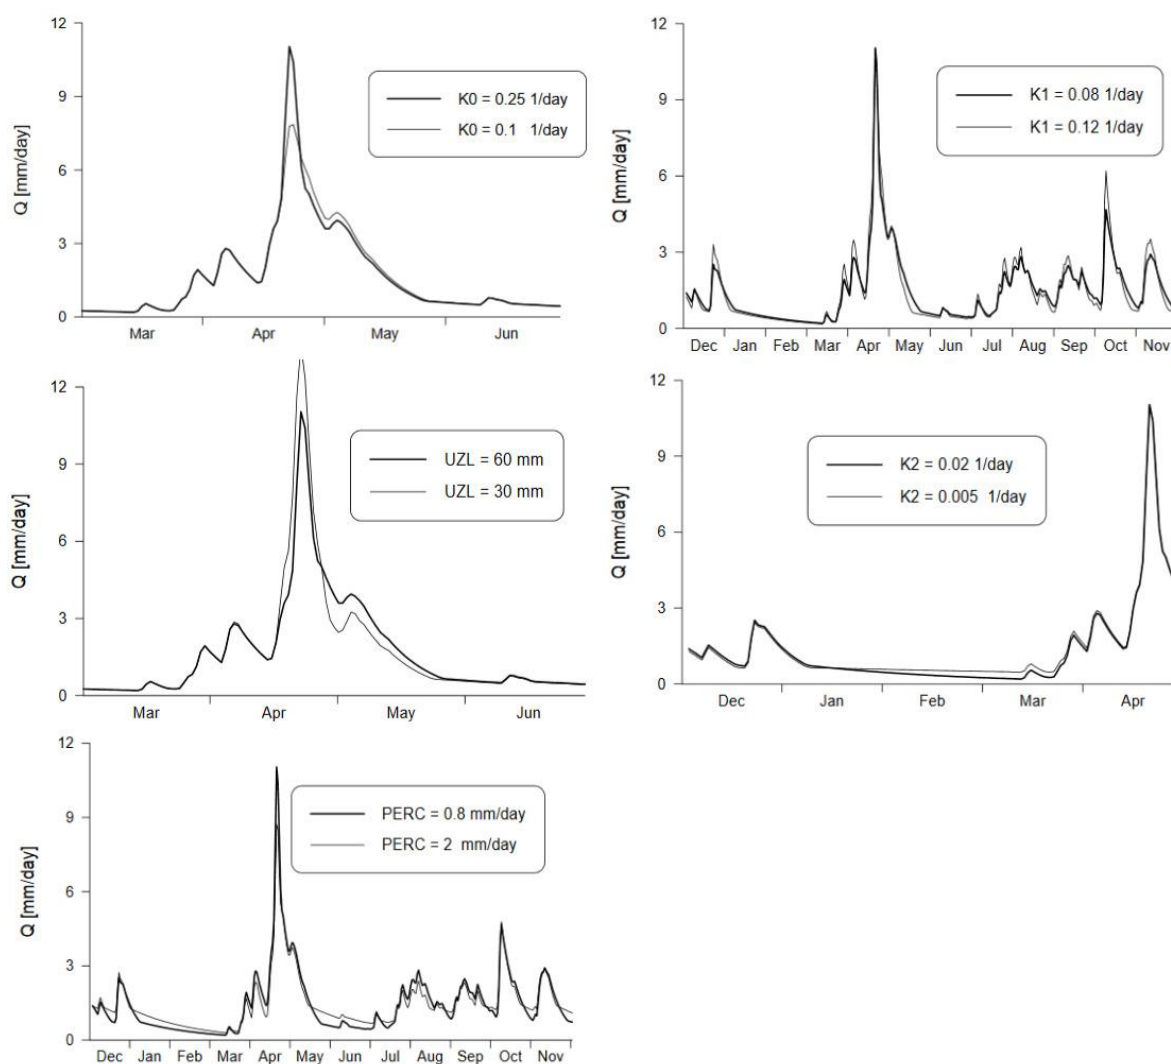 12
9
6
3
0
Q [mm/day]
K0 = 0.25 1/day
K0 = 0.1 1/day
Mar Apr May Jun
12
9
6
3
0
Q [mm/day]
K1 = 0.08 1/day
K1 = 0.12 1/day
Dec Jan Feb Mar Apr May Jun Jul Aug Sep Oct Nov
12
9
6
3
0
Q [mm/day]
UZL = 60 mm
UZL = 30 mm
Mar Apr May Jun
12
9
6
3
0
Q [mm/day]
K2 = 0.02 1/day
K2 = 0.005 1/day
Dec Jan Feb Mar Apr
12
9
6
3
0
Q [mm/day]
PERC = 0.8 mm/day
PERC = 2 mm/day
Dec Jan Feb Mar Apr May Jun Jul Aug Sep Oct Nov